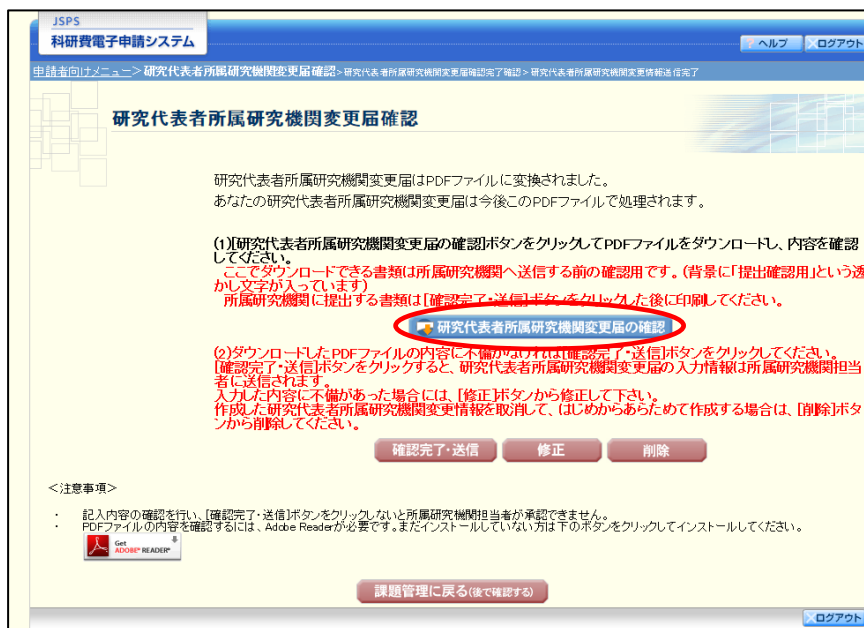 JSPS
科研費電子申請システム
? ヘルプ
ログアウト
申請者向けメニュー>研究代表者所属研究機関変更届確認>研究代表者所属研究機関変更届確認完了確認>研究代表者所属研究機関変更情報送信完了
研究代表者所属研究機関変更届確認
研究代表者所属研究機関変更届はPDFファイルに変換されました。
あなたの研究代表者所属研究機関変更届は今後このPDFファイルで処理されます。
(1)[研究代表者所属研究機関変更届の確認]ボタンをクリックしてPDFファイルをダウンロードし、内容を確認
してください。
ここでダウンロードできる書類は所属研究機関へ送信する前の確認用です。(背景に「提出確認用」という透
かし文字が入っています)
所属研究機関に提出する書類は[確認完了・送信]ボタンをクリックした後に印刷してください。
研究代表者所属研究機関変更届の確認
(2)ダウンロードしたPDFファイルの内容に不備がなければ[確認完了・送信]ボタンをクリックしてください。
[確認完了・送信]ボタンをクリックすると、研究代表者所属研究機関変更届の入力情報は所属研究機関担当
者に送信されます。
入力した内容に不備があった場合には、[修正]ボタンから修正して下さい。
作成した研究代表者所属研究機関変更情報を取消して、はじめからあらためて作成する場合は、[削除]ボタ
ンから削除してください。
確認完了・送信
修正
削除
<注意事項>
・ 記入内容の確認を行い、[確認完了・送信]ボタンをクリックしないと所属研究機関担当者が承認できません。
・ PDFファイルの内容を確認するには、Adobe Readerが必要です。まだインストールしていない方は下のボタンをクリックしてインストールしてください。
Get
ADOBE® READER®
課題管理に戻る(後で確認する)
ログアウト